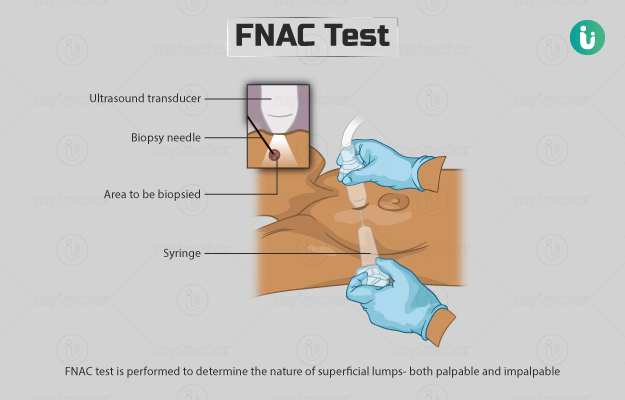 FNAC Test
Ultrasound transducer
Biopsy needle
Area to be biopsied
Syringe
FNAC test is performed to determine the nature of superficial lumps- both palpable and impalpable